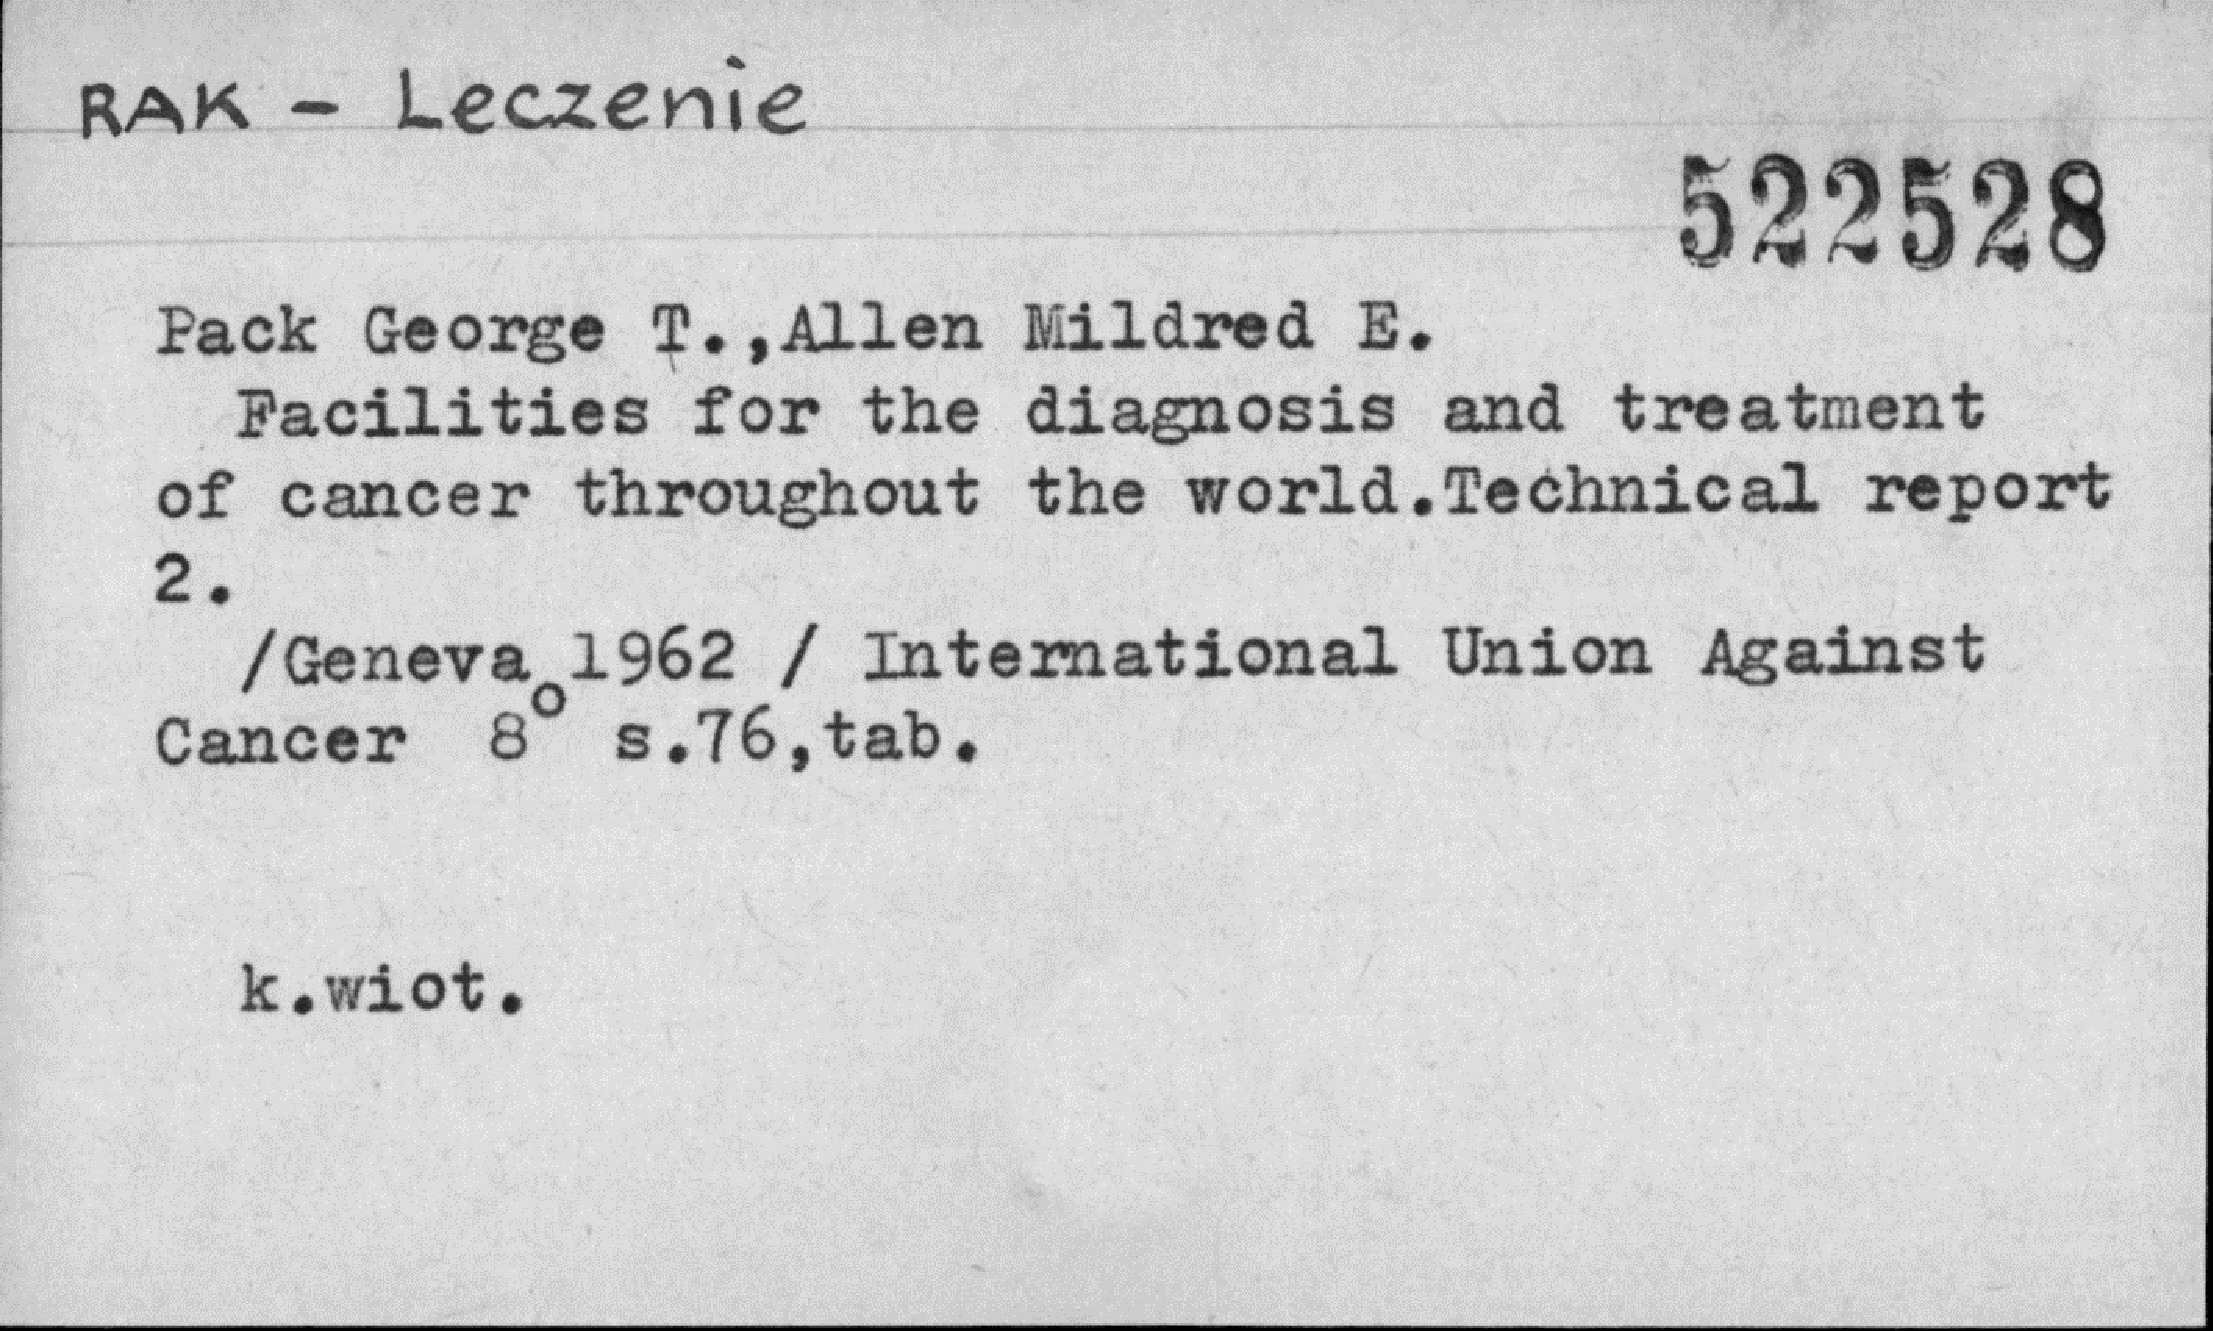 RAK - Leczenie
522528
Pack George T.,Allen Mildred E.
Facilities for the diagnosis and treatment
of cancer throughout the world.Technical report
2.
/Geneva 1962 / International Union Against
Cancer 8° s.76,tab.
k.wiot.